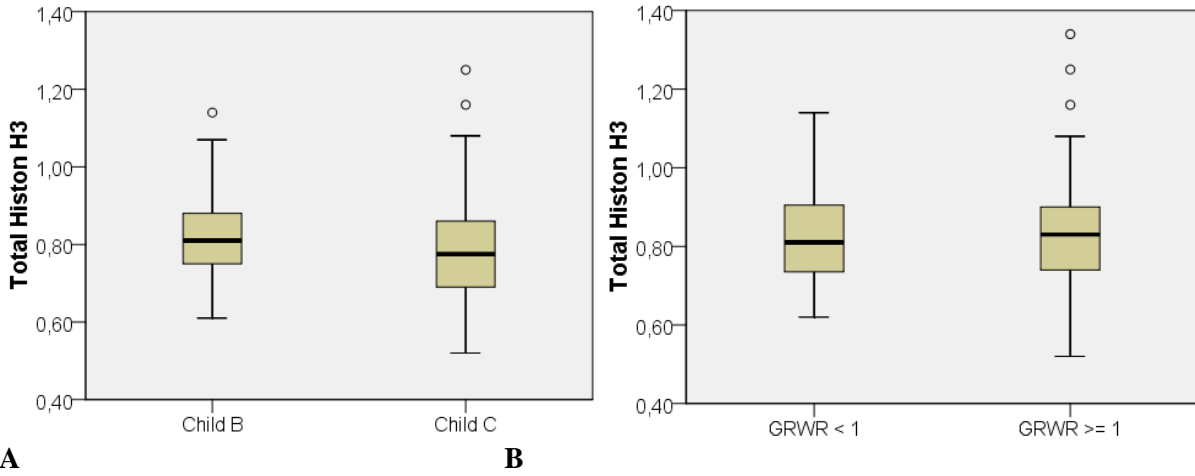 1,40
1,20
1,00
0,80
0,60
0,40
Total Histon H3
Child B
Child C
A
1,40
1,20
1,00
0,80
0,60
0,40
Total Histon H3
GRWR < 1
GRWR >= 1
B